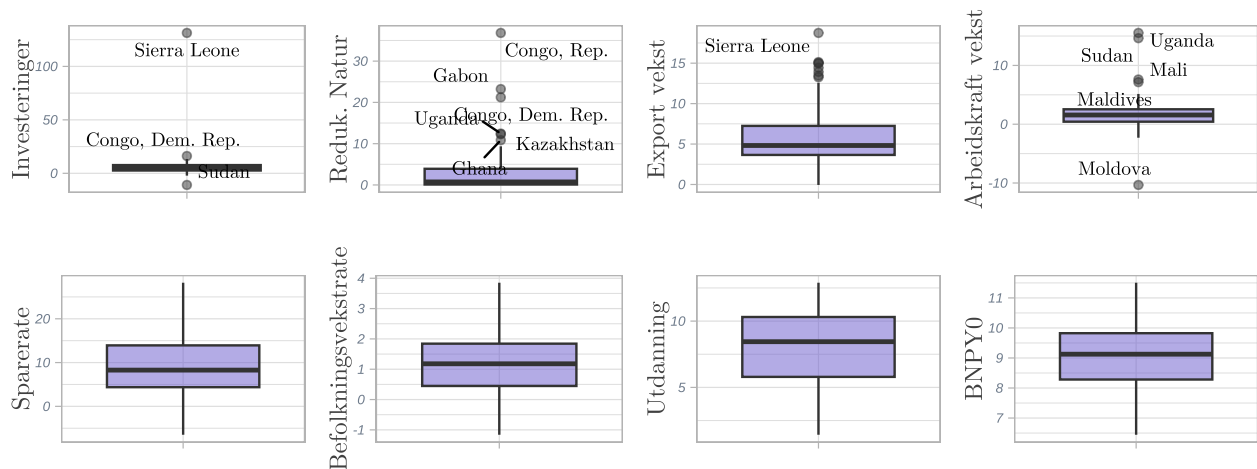 Investeringer
100
50
0
Sierra Leone
Congo, Dem. Rep.
Sudan
Reduk. Natur
30
20
10
0
Congo, Rep.
Gabon
Congo, Dem. Rep.
Uganda
Kazakhstan
Ghana
Export vekst
15
10
5
0
Sierra Leone
Arbeidskraft vekst
10
0
-10
Uganda
Sudan
Mali
Maldives
Moldova
Sparerate
20
10
0
Befolkningsvekstrate
4
3
2
1
0
-1
Utdanning
10
5
BNPY0
11
10
9
8
7